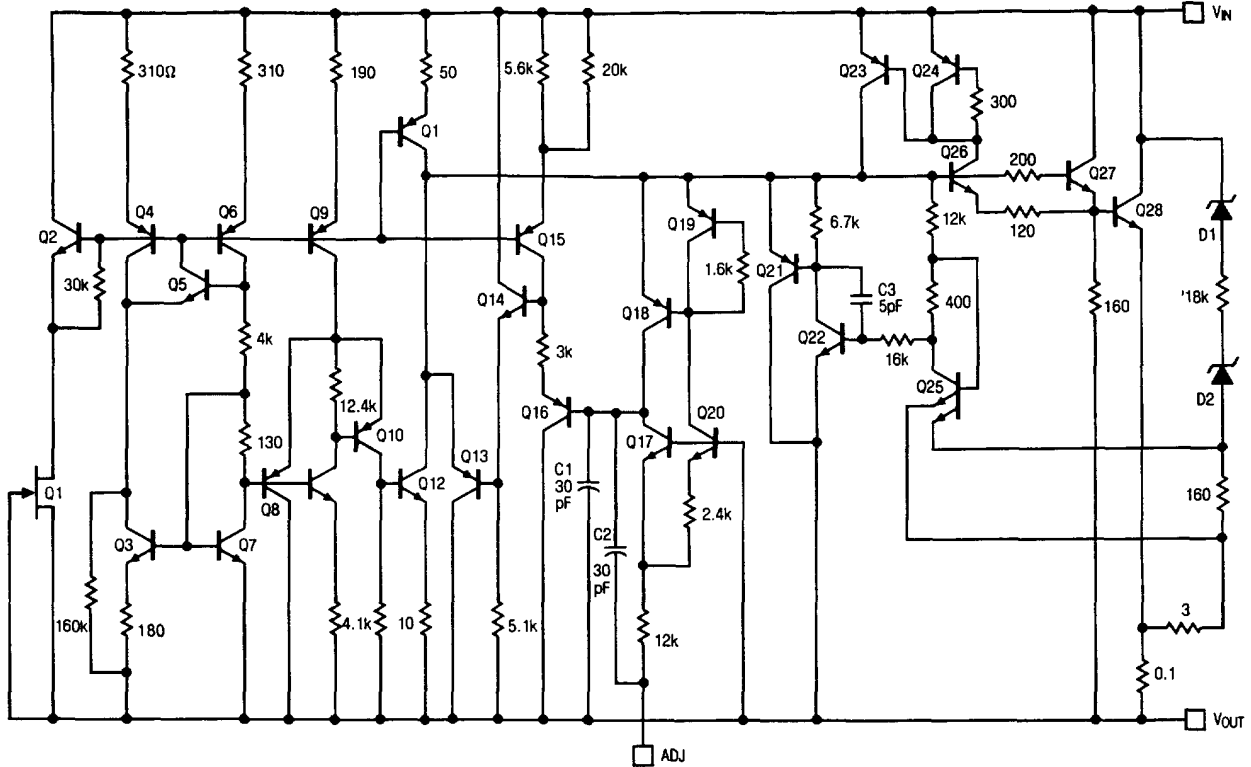 VIN
310Ω
310
190
50
5.6k
20k
Q23
Q24
300
Q1
Q26
200
Q27
Q4
Q6
Q9
Q2
Q15
Q19
6.7k
12k
120
Q28
D1
Q5
30k
Q14
1.6k
Q21
C3
5pF
Q18
400
160
'18k
4k
3k
Q22
16k
12.4k
Q16
Q20
Q25
D2
Q10
130
Q17
Q13
C1
30
pF
Q1
Q8
Q12
2.4k
160
C2
30
pF
Q3
Q7
160k
180
4.1k
10
5.1k
12k
3
0.1
VOUT
ADJ